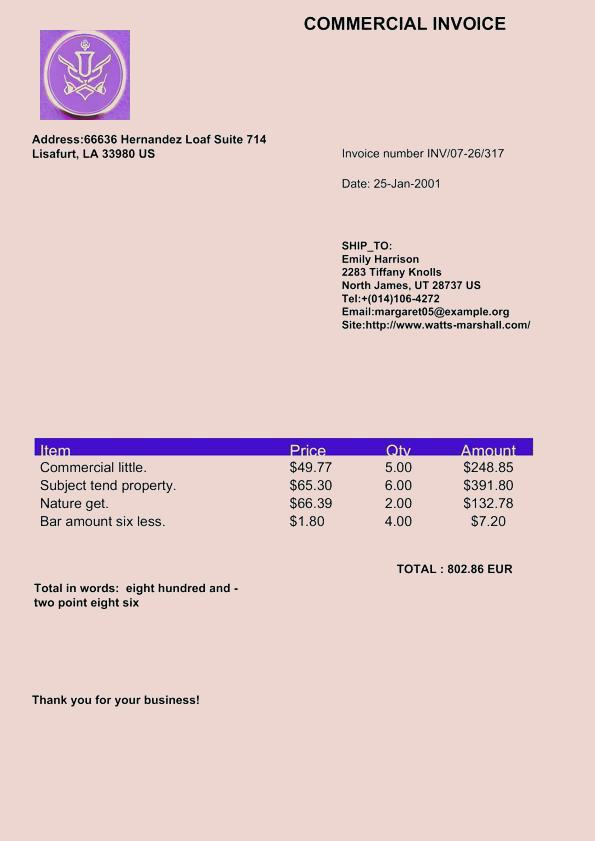 COMMERCIAL INVOICE
Address:66636 Hernandez Loaf Suite 714
Lisafurt, LA 33980 US
Invoice number INV/07-26/317
Date: 25-Jan-2001
SHIP_TO:
Emily Harrison
2283 Tiffany Knolls
North James, UT 28737 US
Tel:+(014)106-4272
Email:margaret05@example.org
Site:http://www.watts-marshall.com/
Item Price Qty Amount
Commercial little. $49.77 5.00 $248.85
Subject tend property. $65.30 6.00 $391.80
Nature get. $66.39 2.00 $132.78
Bar amount six less. $1.80 4.00 $7.20
TOTAL : 802.86 EUR
Total in words:  eight hundred and -
two point eight six
Thank you for your business!